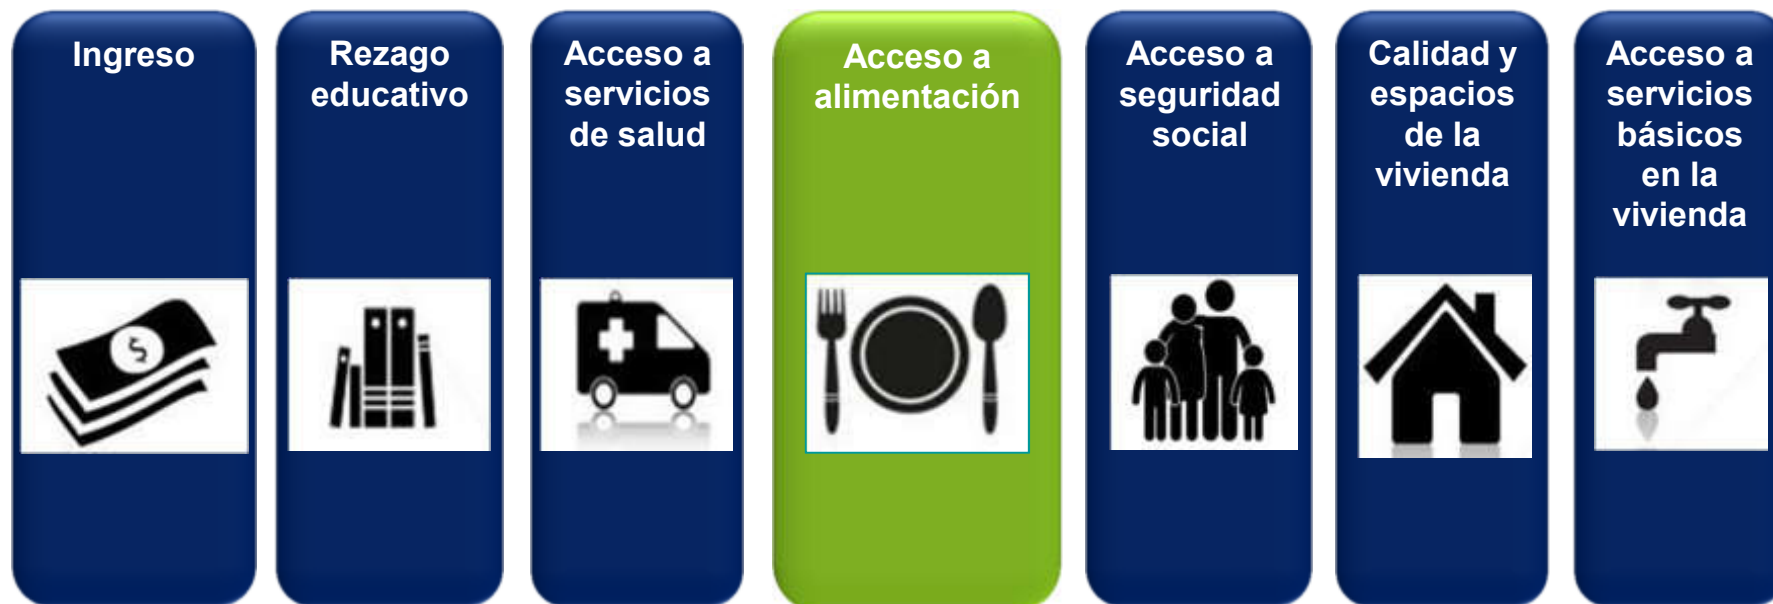 Ingreso
Rezago
educativo
Acceso a
servicios
de salud
Acceso a
alimentación
Acceso a
seguridad
social
Calidad y
espacios
de la
vivienda
Acceso a
servicios
básicos
en la
vivienda